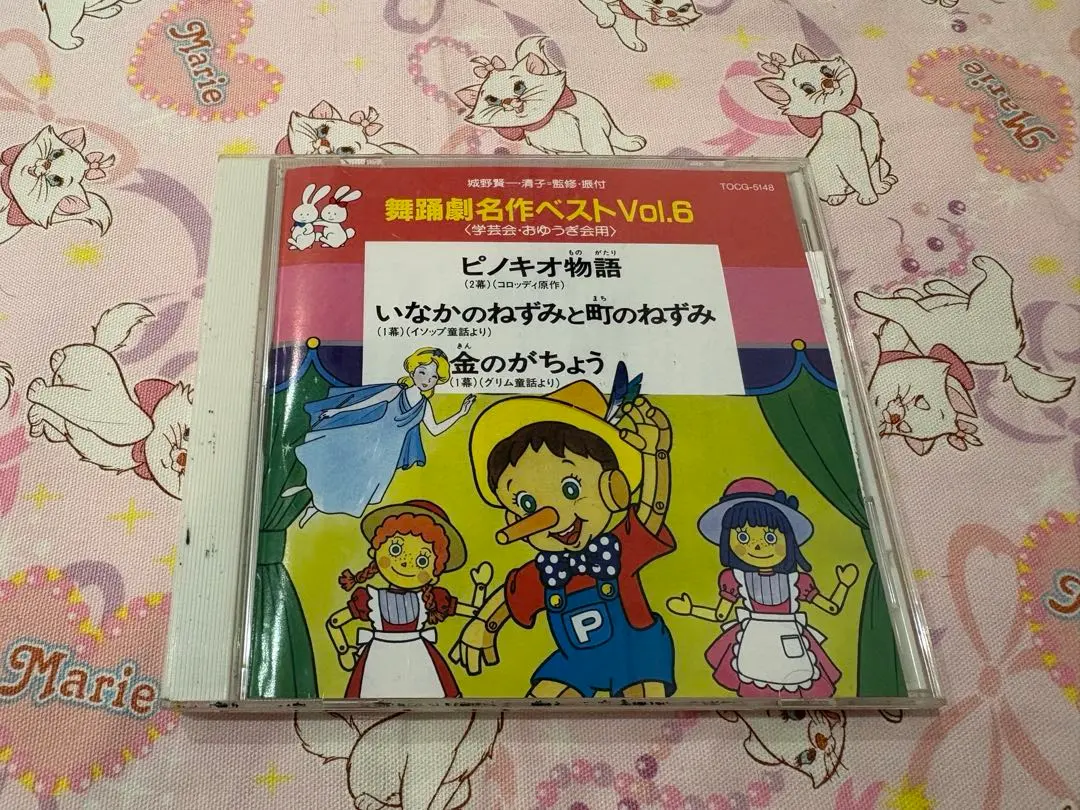 Marie
Marie
城野賢一・清子=監修・振付
TOCG-5148
舞踊劇名作ベストVol.6
〈学芸会・おゆうぎ会用〉
ものがたり
ピノキオ物語
(2幕)(コロッディ原作)
まち
いなかのねずみと町のねずみ
(1幕)(イソップ童話より)
きん
金のがちょう
(1幕)(グリム童話より)
P
Marie